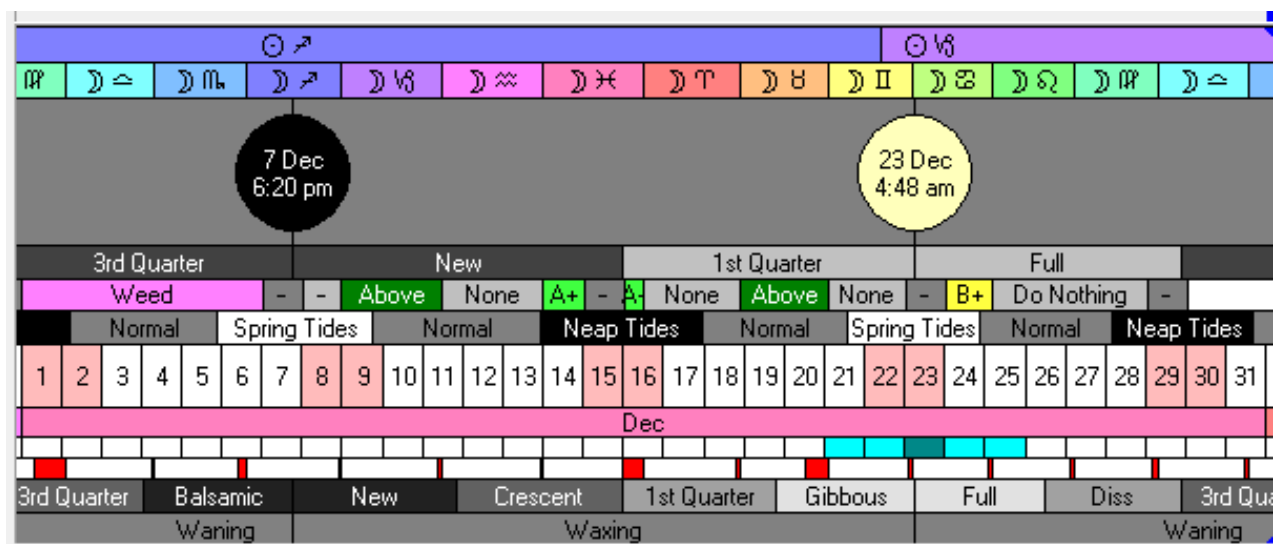 ☉ ♐ ☉ ♑
♍ ☽ ♎ ☽ ♏ ☽ ♐ ☽ ♑ ☽ ♒ ☽ ♓ ☽ ♈ ☽ ♉ ☽ ♊ ☽ ♋ ☽ ♌ ☽ ♍ ☽ ♎
7 Dec 23 Dec
6:20 pm 4:48 am
3rd Quarter New 1st Quarter Full
Weed - - Above None A+ - A- None Above None - B+ Do Nothing -
Normal Spring Tides Normal Neap Tides Normal Spring Tides Normal Neap Tides
1 2 3 4 5 6 7 8 9 10 11 12 13 14 15 16 17 18 19 20 21 22 23 24 25 26 27 28 29 30 31
Dec
3rd Quarter Balsamic New Crescent 1st Quarter Gibbous Full Diss 3rd Qua
Waning Waxing Waning